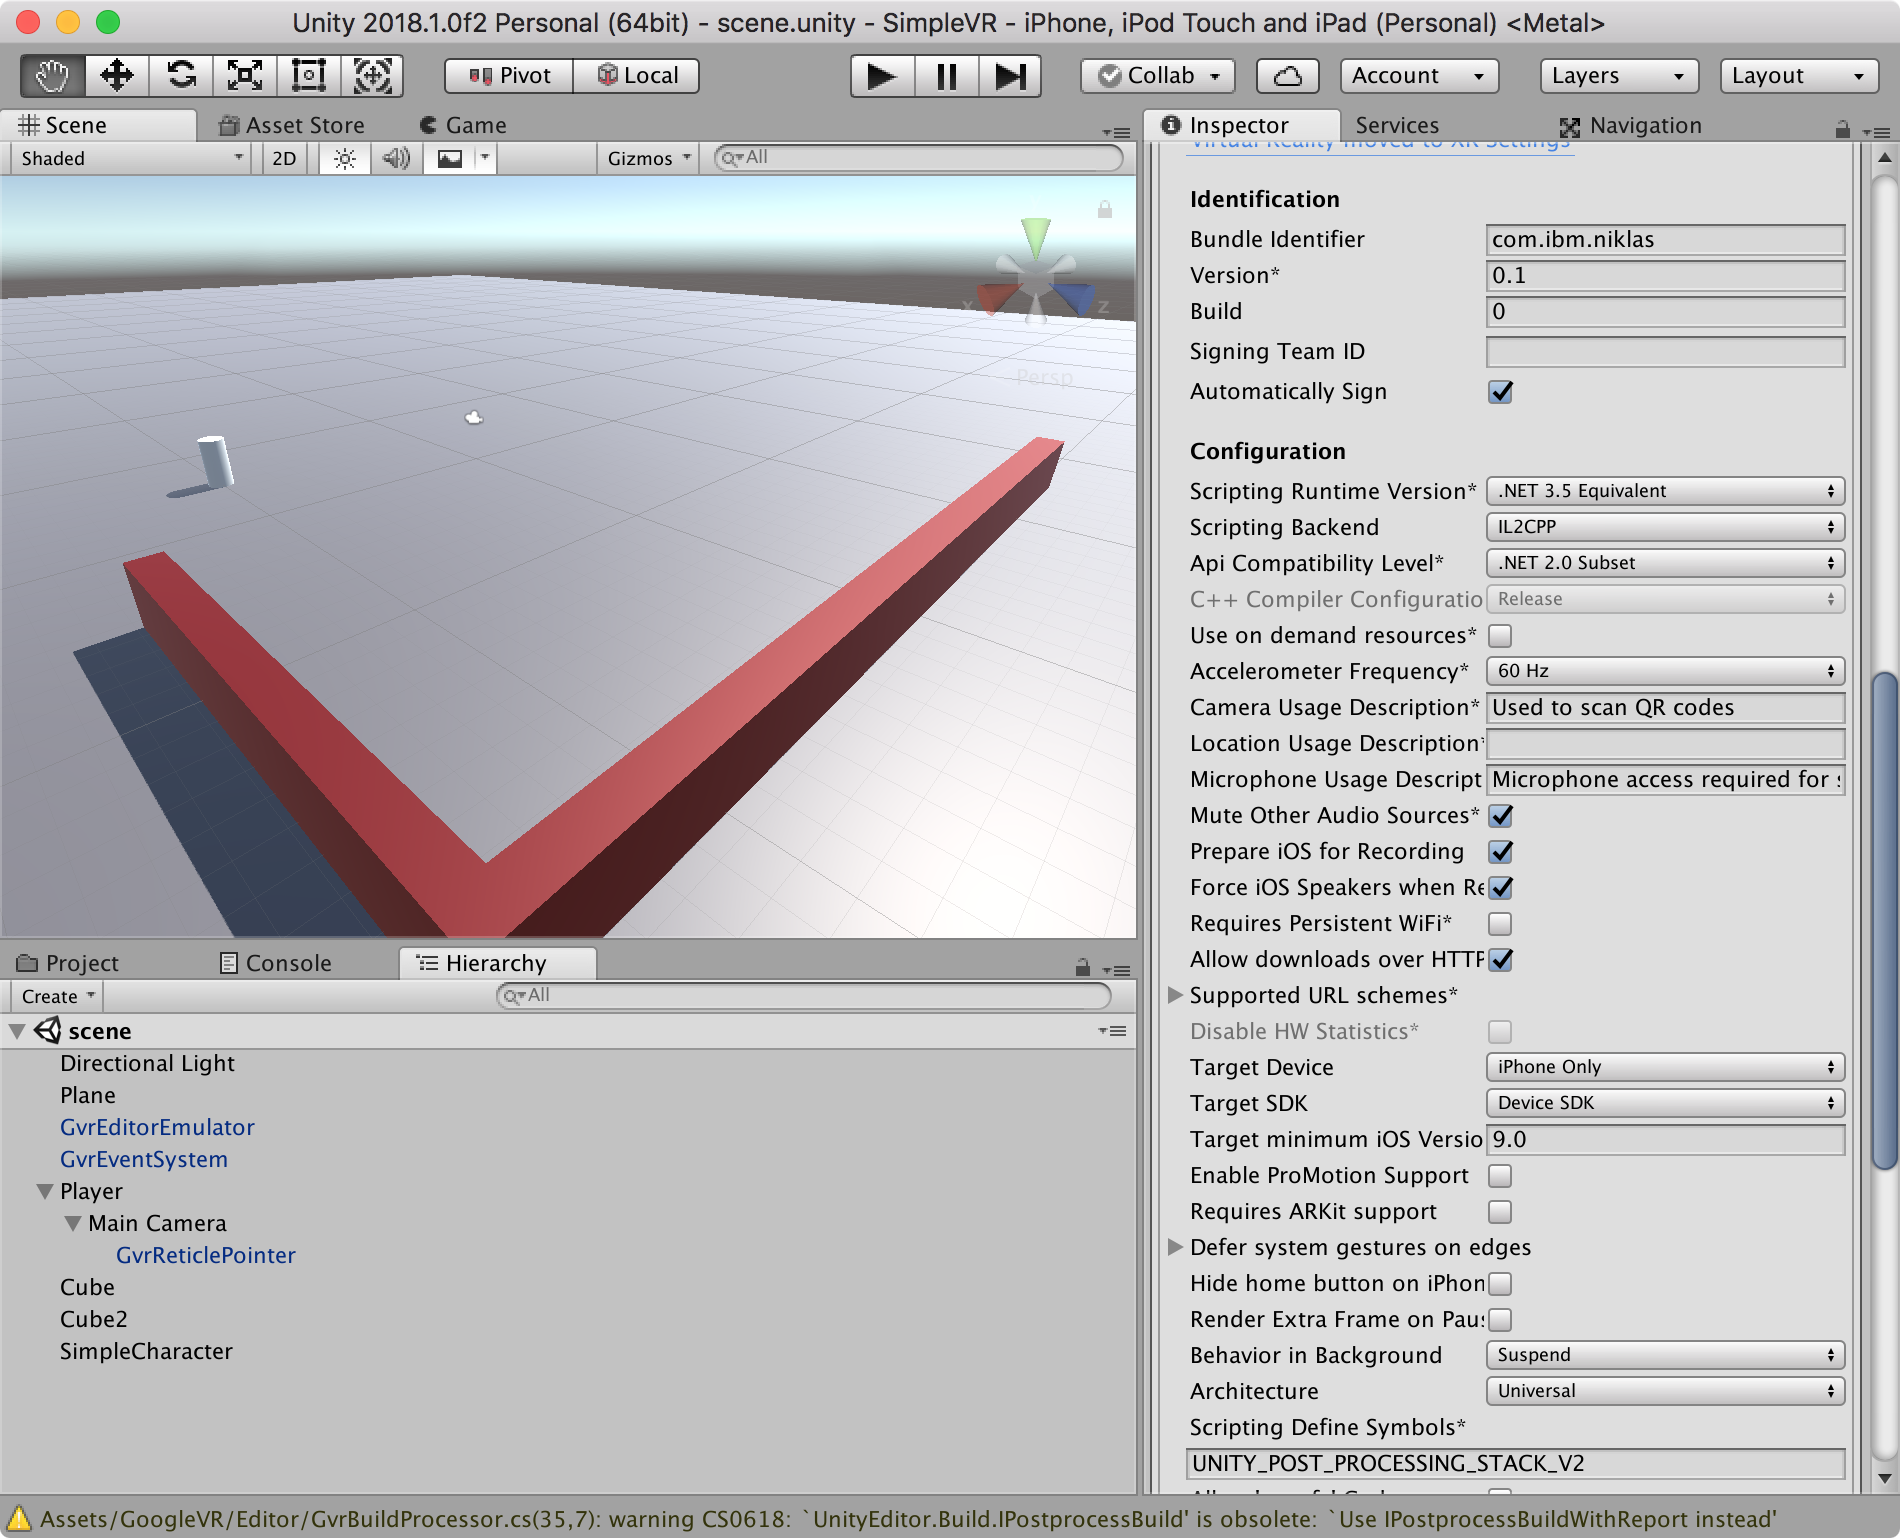 Unity 2018.1.0f2 Personal (64bit) - scene.unity - SimpleVR - iPhone, iPod Touch and iPad (Personal) <Metal>
Pivot Local Collab Account Layers Layout
Scene Asset Store Game
Shaded 2D Gizmos All
X Z
Persp
Inspector Services Navigation
Virtual Reality moved to XR Settings
Identification
Bundle Identifier com.ibm.niklas
Version* 0.1
Build 0
Signing Team ID
Automatically Sign
Configuration
Scripting Runtime Version* .NET 3.5 Equivalent
Scripting Backend IL2CPP
Api Compatibility Level* .NET 2.0 Subset
C++ Compiler Configuratio Release
Use on demand resources*
Accelerometer Frequency* 60 Hz
Camera Usage Description* Used to scan QR codes
Location Usage Description*
Microphone Usage Descript Microphone access required for s
Mute Other Audio Sources*
Prepare iOS for Recording
Force iOS Speakers when Re
Requires Persistent WiFi*
Allow downloads over HTTP
Supported URL schemes*
Disable HW Statistics*
Target Device iPhone Only
Target SDK Device SDK
Target minimum iOS Versio 9.0
Enable ProMotion Support
Requires ARKit support
Defer system gestures on edges
Hide home button on iPhon
Render Extra Frame on Paus
Behavior in Background Suspend
Architecture Universal
Scripting Define Symbols*
UNITY_POST_PROCESSING_STACK_V2
Project Console Hierarchy
Create All
scene
Directional Light
Plane
GvrEditorEmulator
GvrEventSystem
Player
Main Camera
GvrReticlePointer
Cube
Cube2
SimpleCharacter
Assets/GoogleVR/Editor/GvrBuildProcessor.cs(35,7): warning CS0618: `UnityEditor.Build.IPostprocessBuild' is obsolete: `Use IPostprocessBuildWithReport instead'